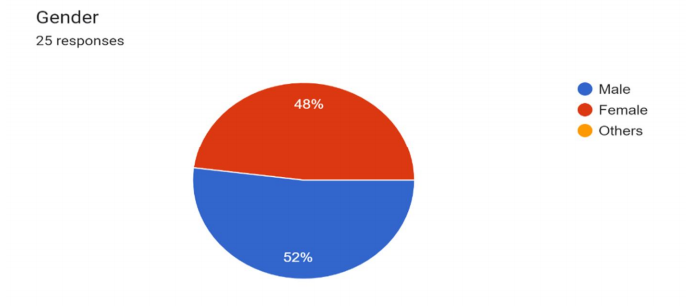 Gender
25 responses
48%
52%
Male
Female
Others